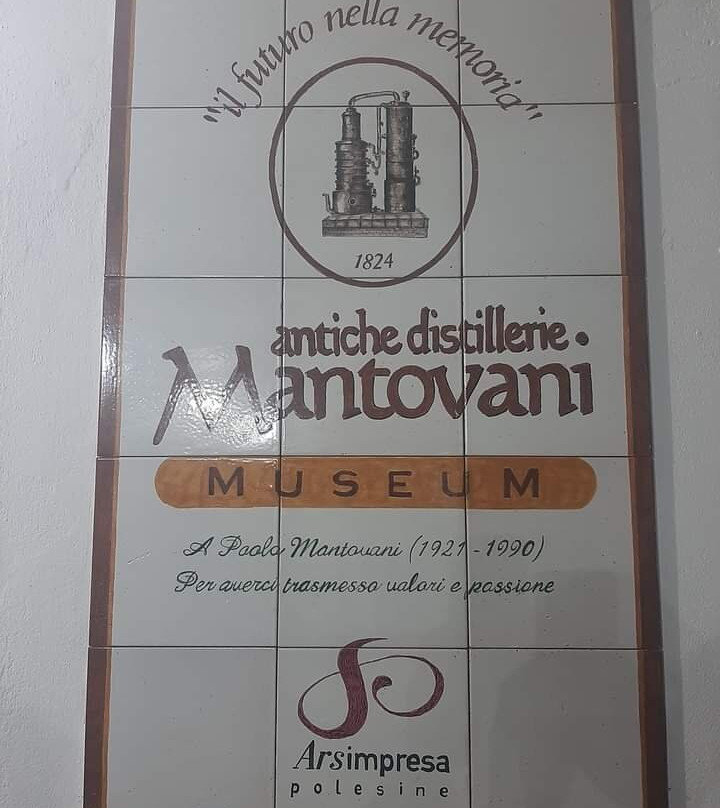 "il futuro nella memoria"
1824
antiche distillerie
Mantovani
MUSEUM
A Paolo Mantovani (1921-1990)
Per averci trasmesso valori e passione
Arsimpresa
polesine